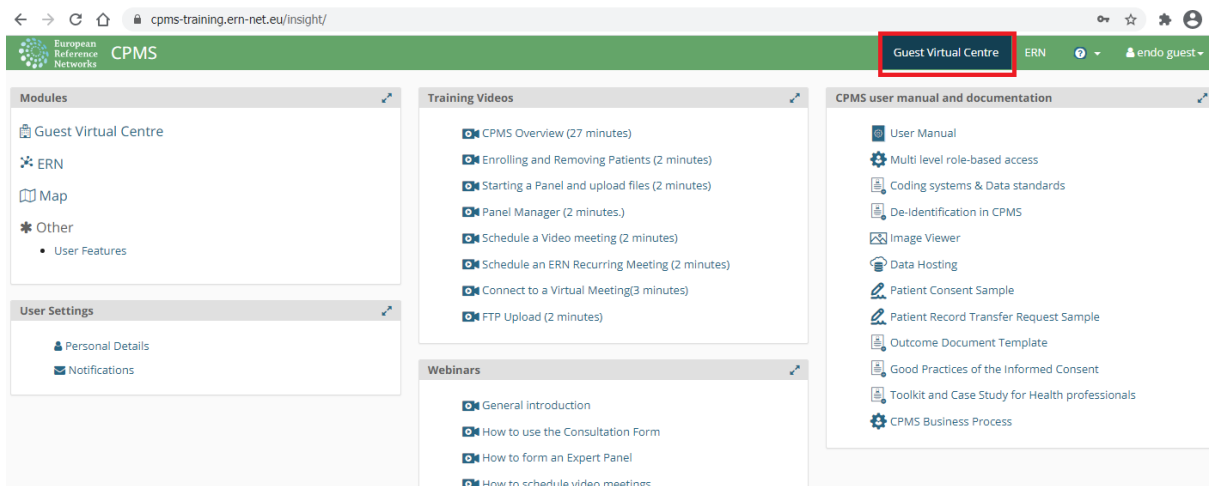 cpms-training.ern-net.eu/insight/
European
Reference
Networks
CPMS
Guest Virtual Centre
ERN
endo guest
Modules
Guest Virtual Centre
ERN
Map
Other
User Features
User Settings
Personal Details
Notifications
Training Videos
CPMS Overview (27 minutes)
Enrolling and Removing Patients (2 minutes)
Starting a Panel and upload files (2 minutes)
Panel Manager (2 minutes.)
Schedule a Video meeting (2 minutes)
Schedule an ERN Recurring Meeting (2 minutes)
Connect to a Virtual Meeting(3 minutes)
FTP Upload (2 minutes)
Webinars
General introduction
How to use the Consultation Form
How to form an Expert Panel
How to schedule video meetings
CPMS user manual and documentation
User Manual
Multi level role-based access
Coding systems & Data standards
De-Identification in CPMS
Image Viewer
Data Hosting
Patient Consent Sample
Patient Record Transfer Request Sample
Outcome Document Template
Good Practices of the Informed Consent
Toolkit and Case Study for Health professionals
CPMS Business Process